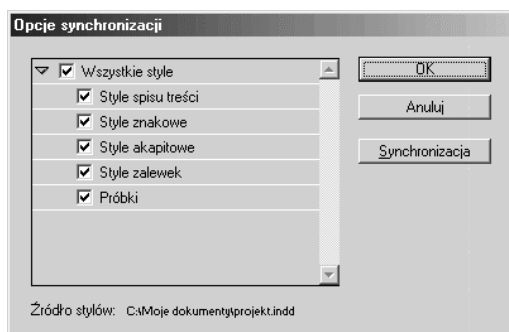 Opcje synchronizacji
Wszystkie style
Style spisu treści
Style znakowe
Style akapitowe
Style zalewek
Próbki
OK
Anuluj
Synchronizacja
Źródło stylów: C:\Moje dokumenty\projekt.indd